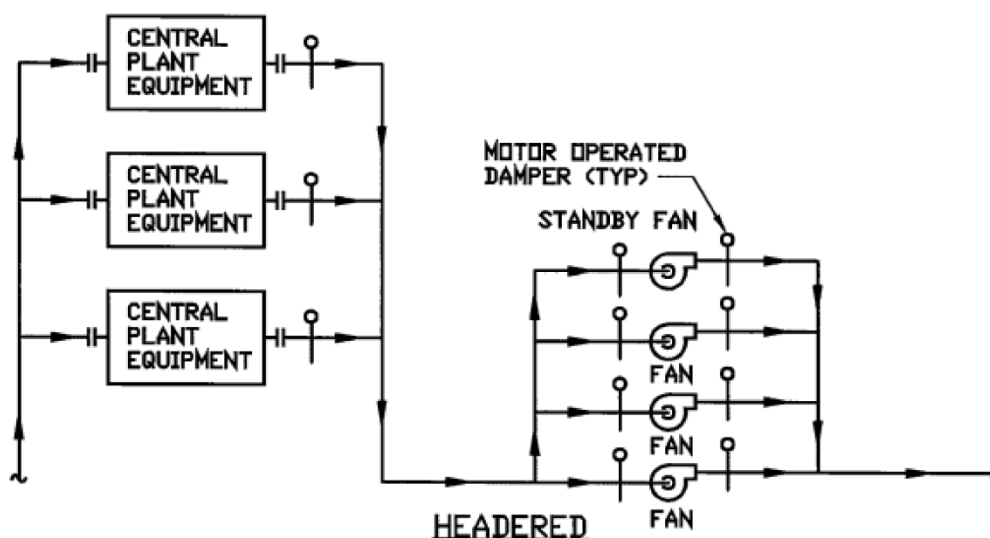 CENTRAL
PLANT
EQUIPMENT
CENTRAL
PLANT
EQUIPMENT
CENTRAL
PLANT
EQUIPMENT
MOTOR OPERATED
DAMPER (TYP)
STANDBY FAN
FAN
FAN
FAN
HEADERED